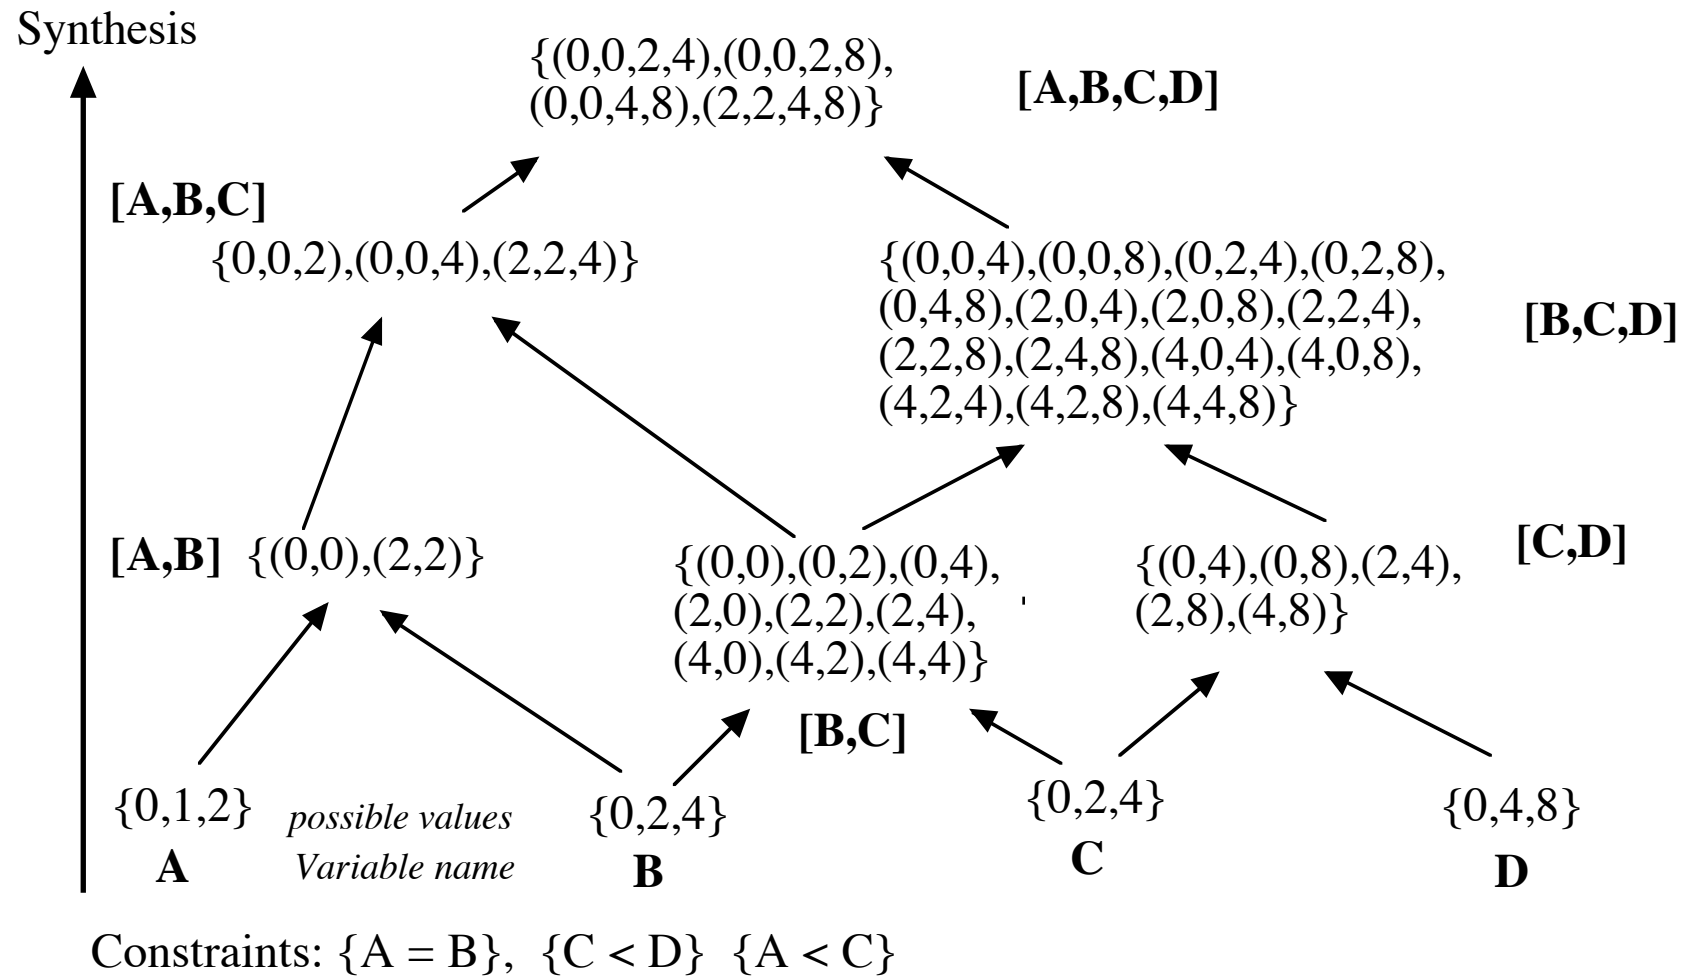 Synthesis
{(0,0,2,4),(0,0,2,8),
(0,0,4,8),(2,2,4,8)}
[A,B,C,D]
[A,B,C]
{0,0,2),(0,0,4),(2,2,4)}
{(0,0,4),(0,0,8),(0,2,4),(0,2,8),
(0,4,8),(2,0,4),(2,0,8),(2,2,4),
(2,2,8),(2,4,8),(4,0,4),(4,0,8),
(4,2,4),(4,2,8),(4,4,8)}
[B,C,D]
[A,B] {(0,0),(2,2)}
{(0,0),(0,2),(0,4),
(2,0),(2,2),(2,4),
(4,0),(4,2),(4,4)}
[B,C]
{(0,4),(0,8),(2,4),
(2,8),(4,8)}
[C,D]
{0,1,2}
A
possible values
Variable name
{0,2,4}
B
{0,2,4}
C
{0,4,8}
D
Constraints: {A = B}, {C < D} {A < C}